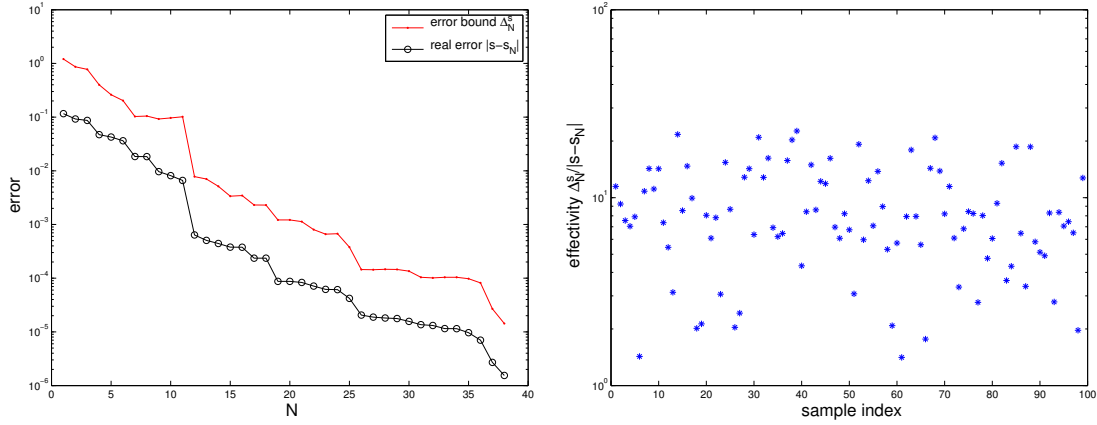 error bound Δ_N^s
real error |s−s_N|
10^1
10^0
10^−1
10^−2
10^−3
10^−4
10^−5
10^−6
error
0 5 10 15 20 25 30 35 40
N
10^2
10^1
10^0
effectivity Δ_N^s/|s−s_N|
0 10 20 30 40 50 60 70 80 90 100
sample index